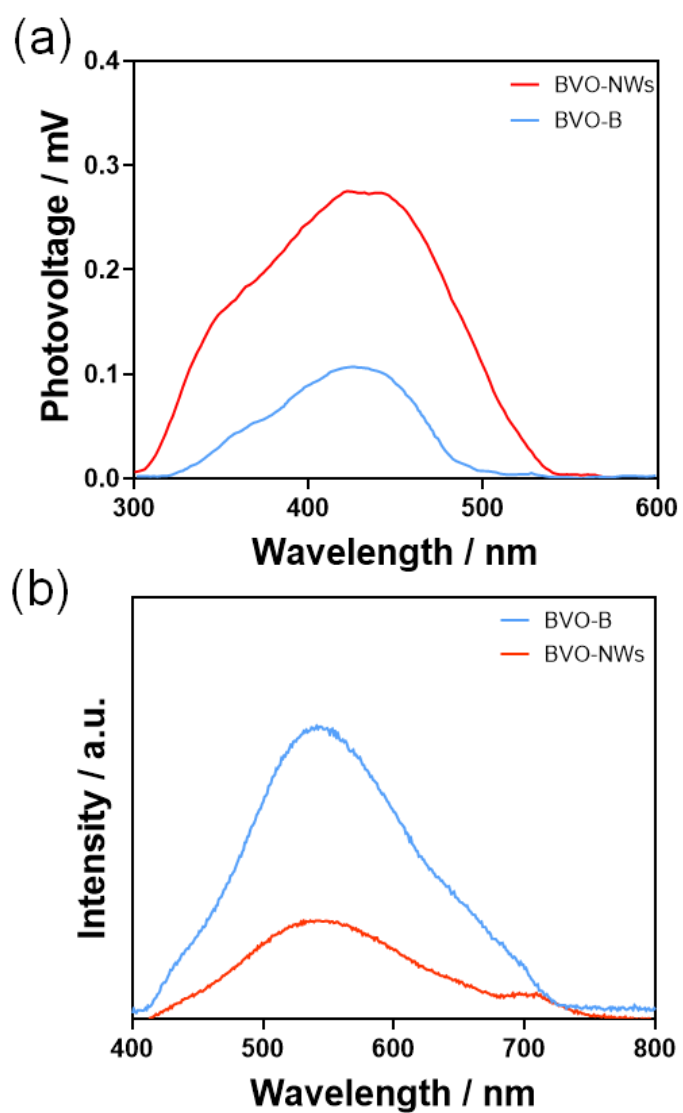 (a)
0.4
BVO-NWs
BVO-B
0.3
Photovoltage / mV
0.2
0.1
0.0
300
400
500
600
Wavelength / nm
(b)
BVO-B
BVO-NWs
Intensity / a.u.
400
500
600
700
800
Wavelength / nm